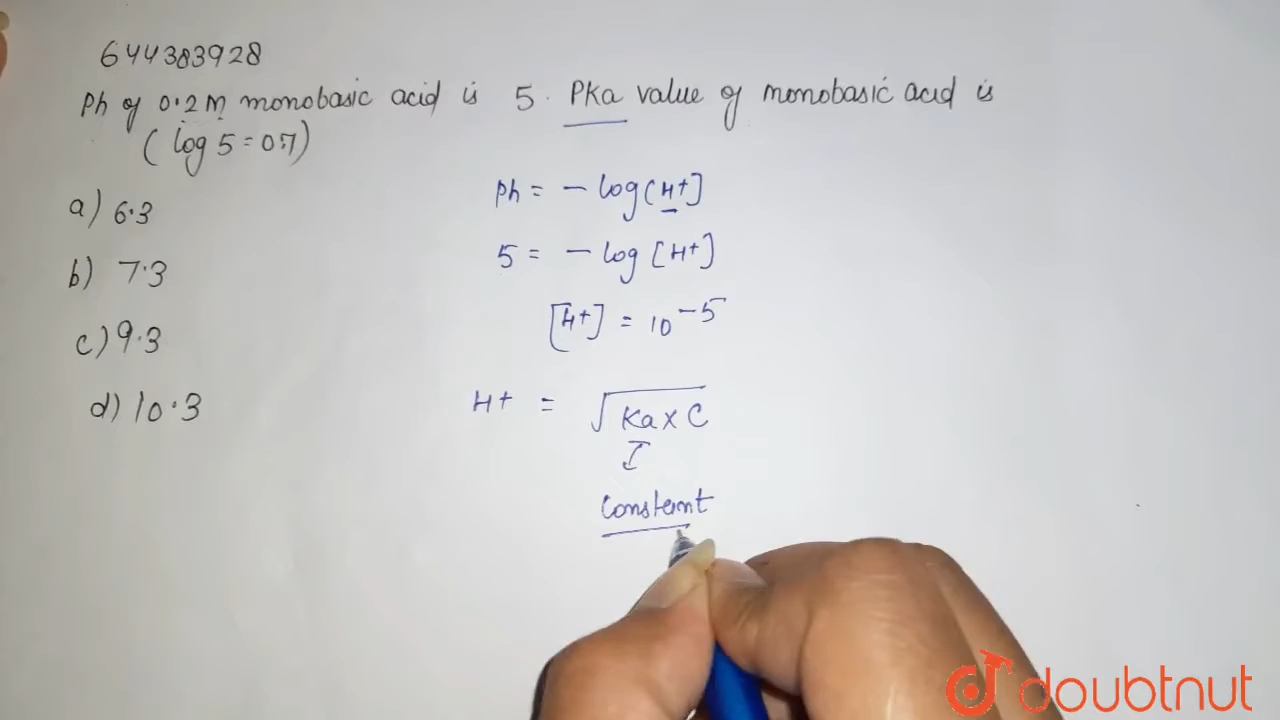 644383928
Ph of 0.2 M monobasic acid is 5. PKa value of monobasic acid is
(log 5 = 0.7)
a) 6.3
b) 7.3
c) 9.3
d) 10.3
Ph = - log [H+]
5 = - log [H+]
[H+] = 10^-5
H+ = √Ka x C
Constant
doubtnut